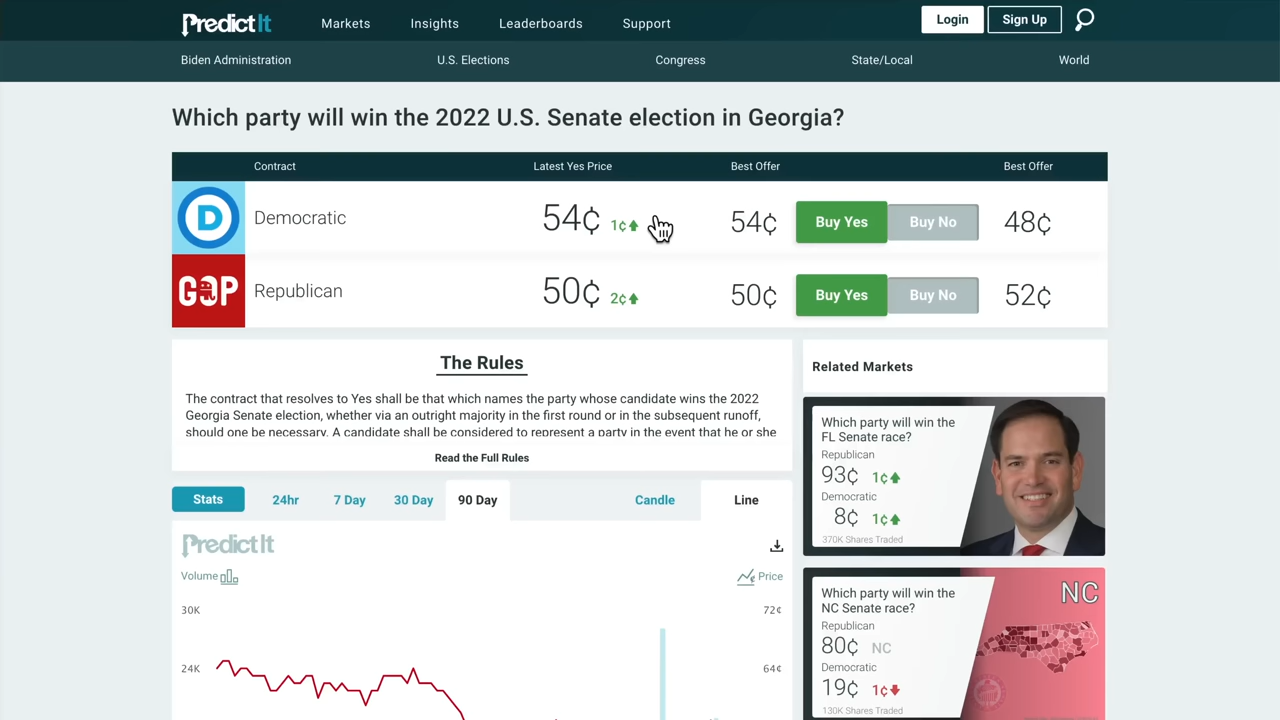 PredictIt
Markets
Insights
Leaderboards
Support
Login
Sign Up
Biden Administration
U.S. Elections
Congress
State/Local
World
Which party will win the 2022 U.S. Senate election in Georgia?
Contract
Latest Yes Price
Best Offer
Best Offer
D
Democratic
54¢
1¢
54¢
Buy Yes
Buy No
48¢
GOP
Republican
50¢
2¢
50¢
Buy Yes
Buy No
52¢
The Rules
The contract that resolves to Yes shall be that which names the party whose candidate wins the 2022
Georgia Senate election, whether via an outright majority in the first round or in the subsequent runoff,
should one be necessary. A candidate shall be considered to represent a party in the event that he or she
Read the Full Rules
Stats
24hr
7 Day
30 Day
90 Day
Candle
Line
PredictIt
Volume
Price
30K
72¢
24K
64¢
Related Markets
Which party will win the
FL Senate race?
Republican
93¢
1¢
Democratic
8¢
1¢
370K Shares Traded
Which party will win the
NC Senate race?
Republican
80¢
NC
Democratic
19¢
1¢
130K Shares Traded
NC